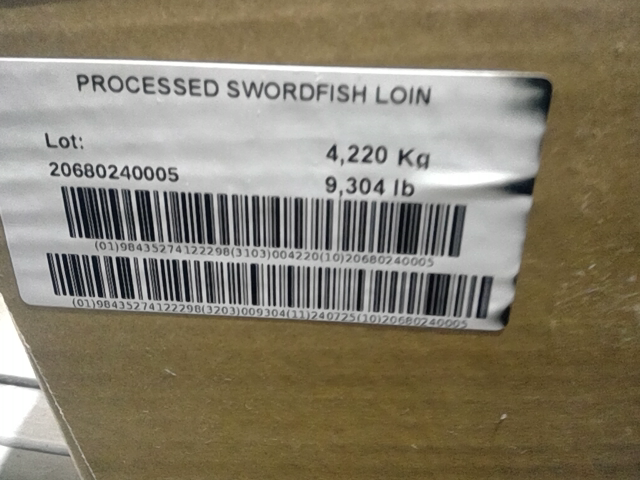 PROCESSED SWORDFISH LOIN
Lot:
4,220 Kg
20680240005
9,304 lb
(01)98435274122298(3103)004220(10)20680240005
(01)98435274122298(3203)009304(11)240725(10)20680240005